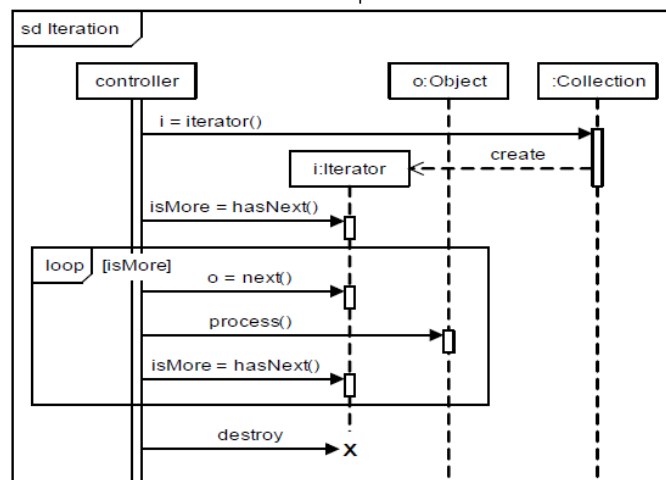 sd Iteration
controller
o:Object
:Collection
i = iterator()
create
i:Iterator
isMore = hasNext()
loop
[isMore]
o = next()
process()
isMore = hasNext()
destroy
X